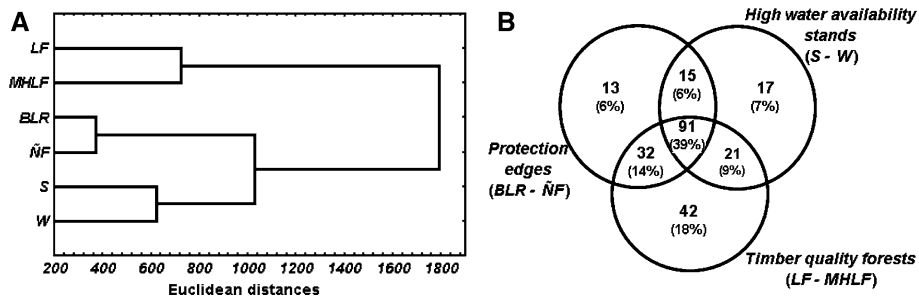 A
LF
MHLF
BLR
ÑF
S
W
200 400 600 800 1000 1200 1400 1600 1800
Euclidean distances
B
High water availability
stands
(S - W)
13
(6%)
15
(6%)
17
(7%)
91
(39%)
32
(14%)
21
(9%)
42
(18%)
Protection
edges
(BLR - ÑF)
Timber quality forests
(LF - MHLF)